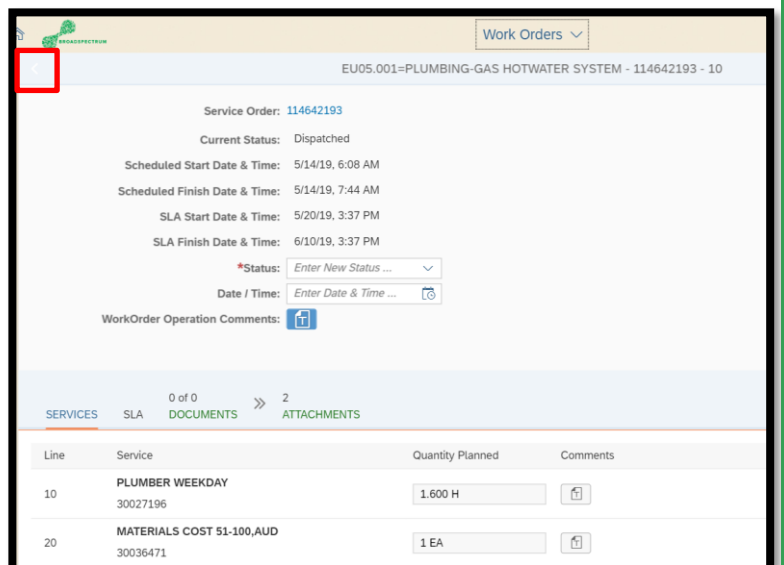 BROADSPECTRUM
Work Orders
EU05.001=PLUMBING-GAS HOTWATER SYSTEM - 114642193 - 10
Service Order: 114642193
Current Status: Dispatched
Scheduled Start Date & Time: 5/14/19, 6:08 AM
Scheduled Finish Date & Time: 5/14/19, 7:44 AM
SLA Start Date & Time: 5/20/19, 3:37 PM
SLA Finish Date & Time: 6/10/19, 3:37 PM
*Status: Enter New Status ...
Date / Time: Enter Date & Time ...
WorkOrder Operation Comments:
0 of 0 2
SERVICES SLA DOCUMENTS ATTACHMENTS
Line Service Quantity Planned Comments
10 PLUMBER WEEKDAY 1.600 H
30027196
20 MATERIALS COST 51-100,AUD 1 EA
30036471